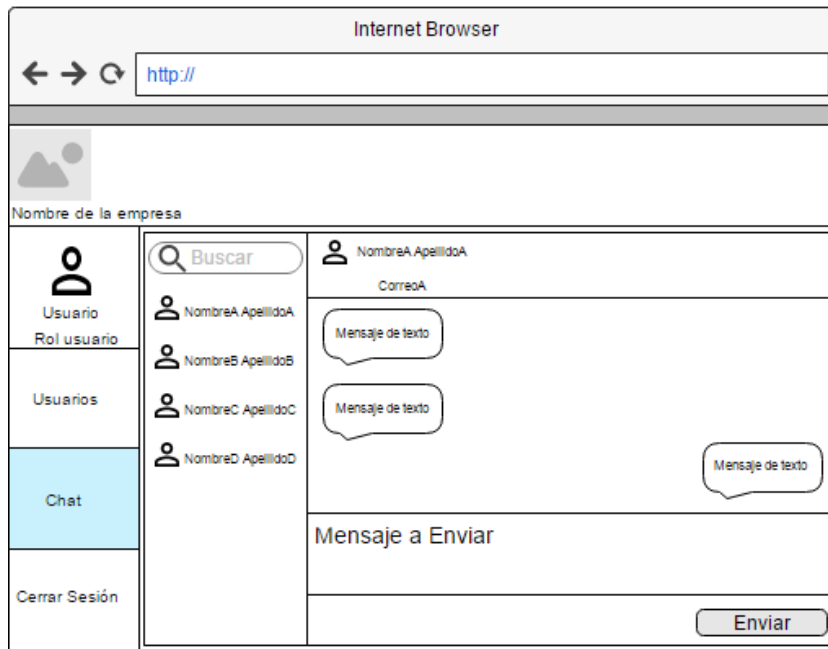 Internet Browser
http://
Nombre de la empresa
Usuario
Rol usuario
Usuarios
Chat
Cerrar Sesión
Buscar
NombreA ApellidoA
NombreB ApellidoB
NombreC ApellidoC
NombreD ApellidoD
NombreA ApellidoA
CorreoA
Mensaje de texto
Mensaje de texto
Mensaje de texto
Mensaje a Enviar
Enviar